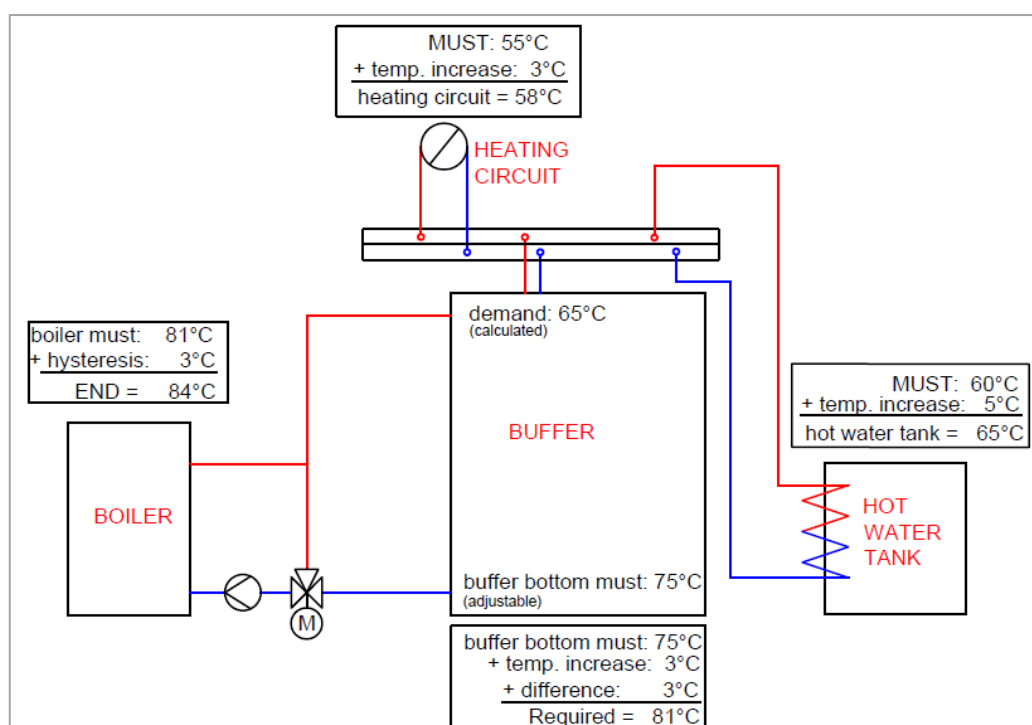 MUST: 55°C
+ temp. increase: 3°C
heating circuit = 58°C
HEATING
CIRCUIT
demand: 65°C
(calculated)
boiler must: 81°C
+ hysteresis: 3°C
END = 84°C
MUST: 60°C
+ temp. increase: 5°C
hot water tank = 65°C
BUFFER
BOILER
HOT
WATER
TANK
buffer bottom must: 75°C
(adjustable)
M
buffer bottom must: 75°C
+ temp. increase: 3°C
+ difference: 3°C
Required = 81°C